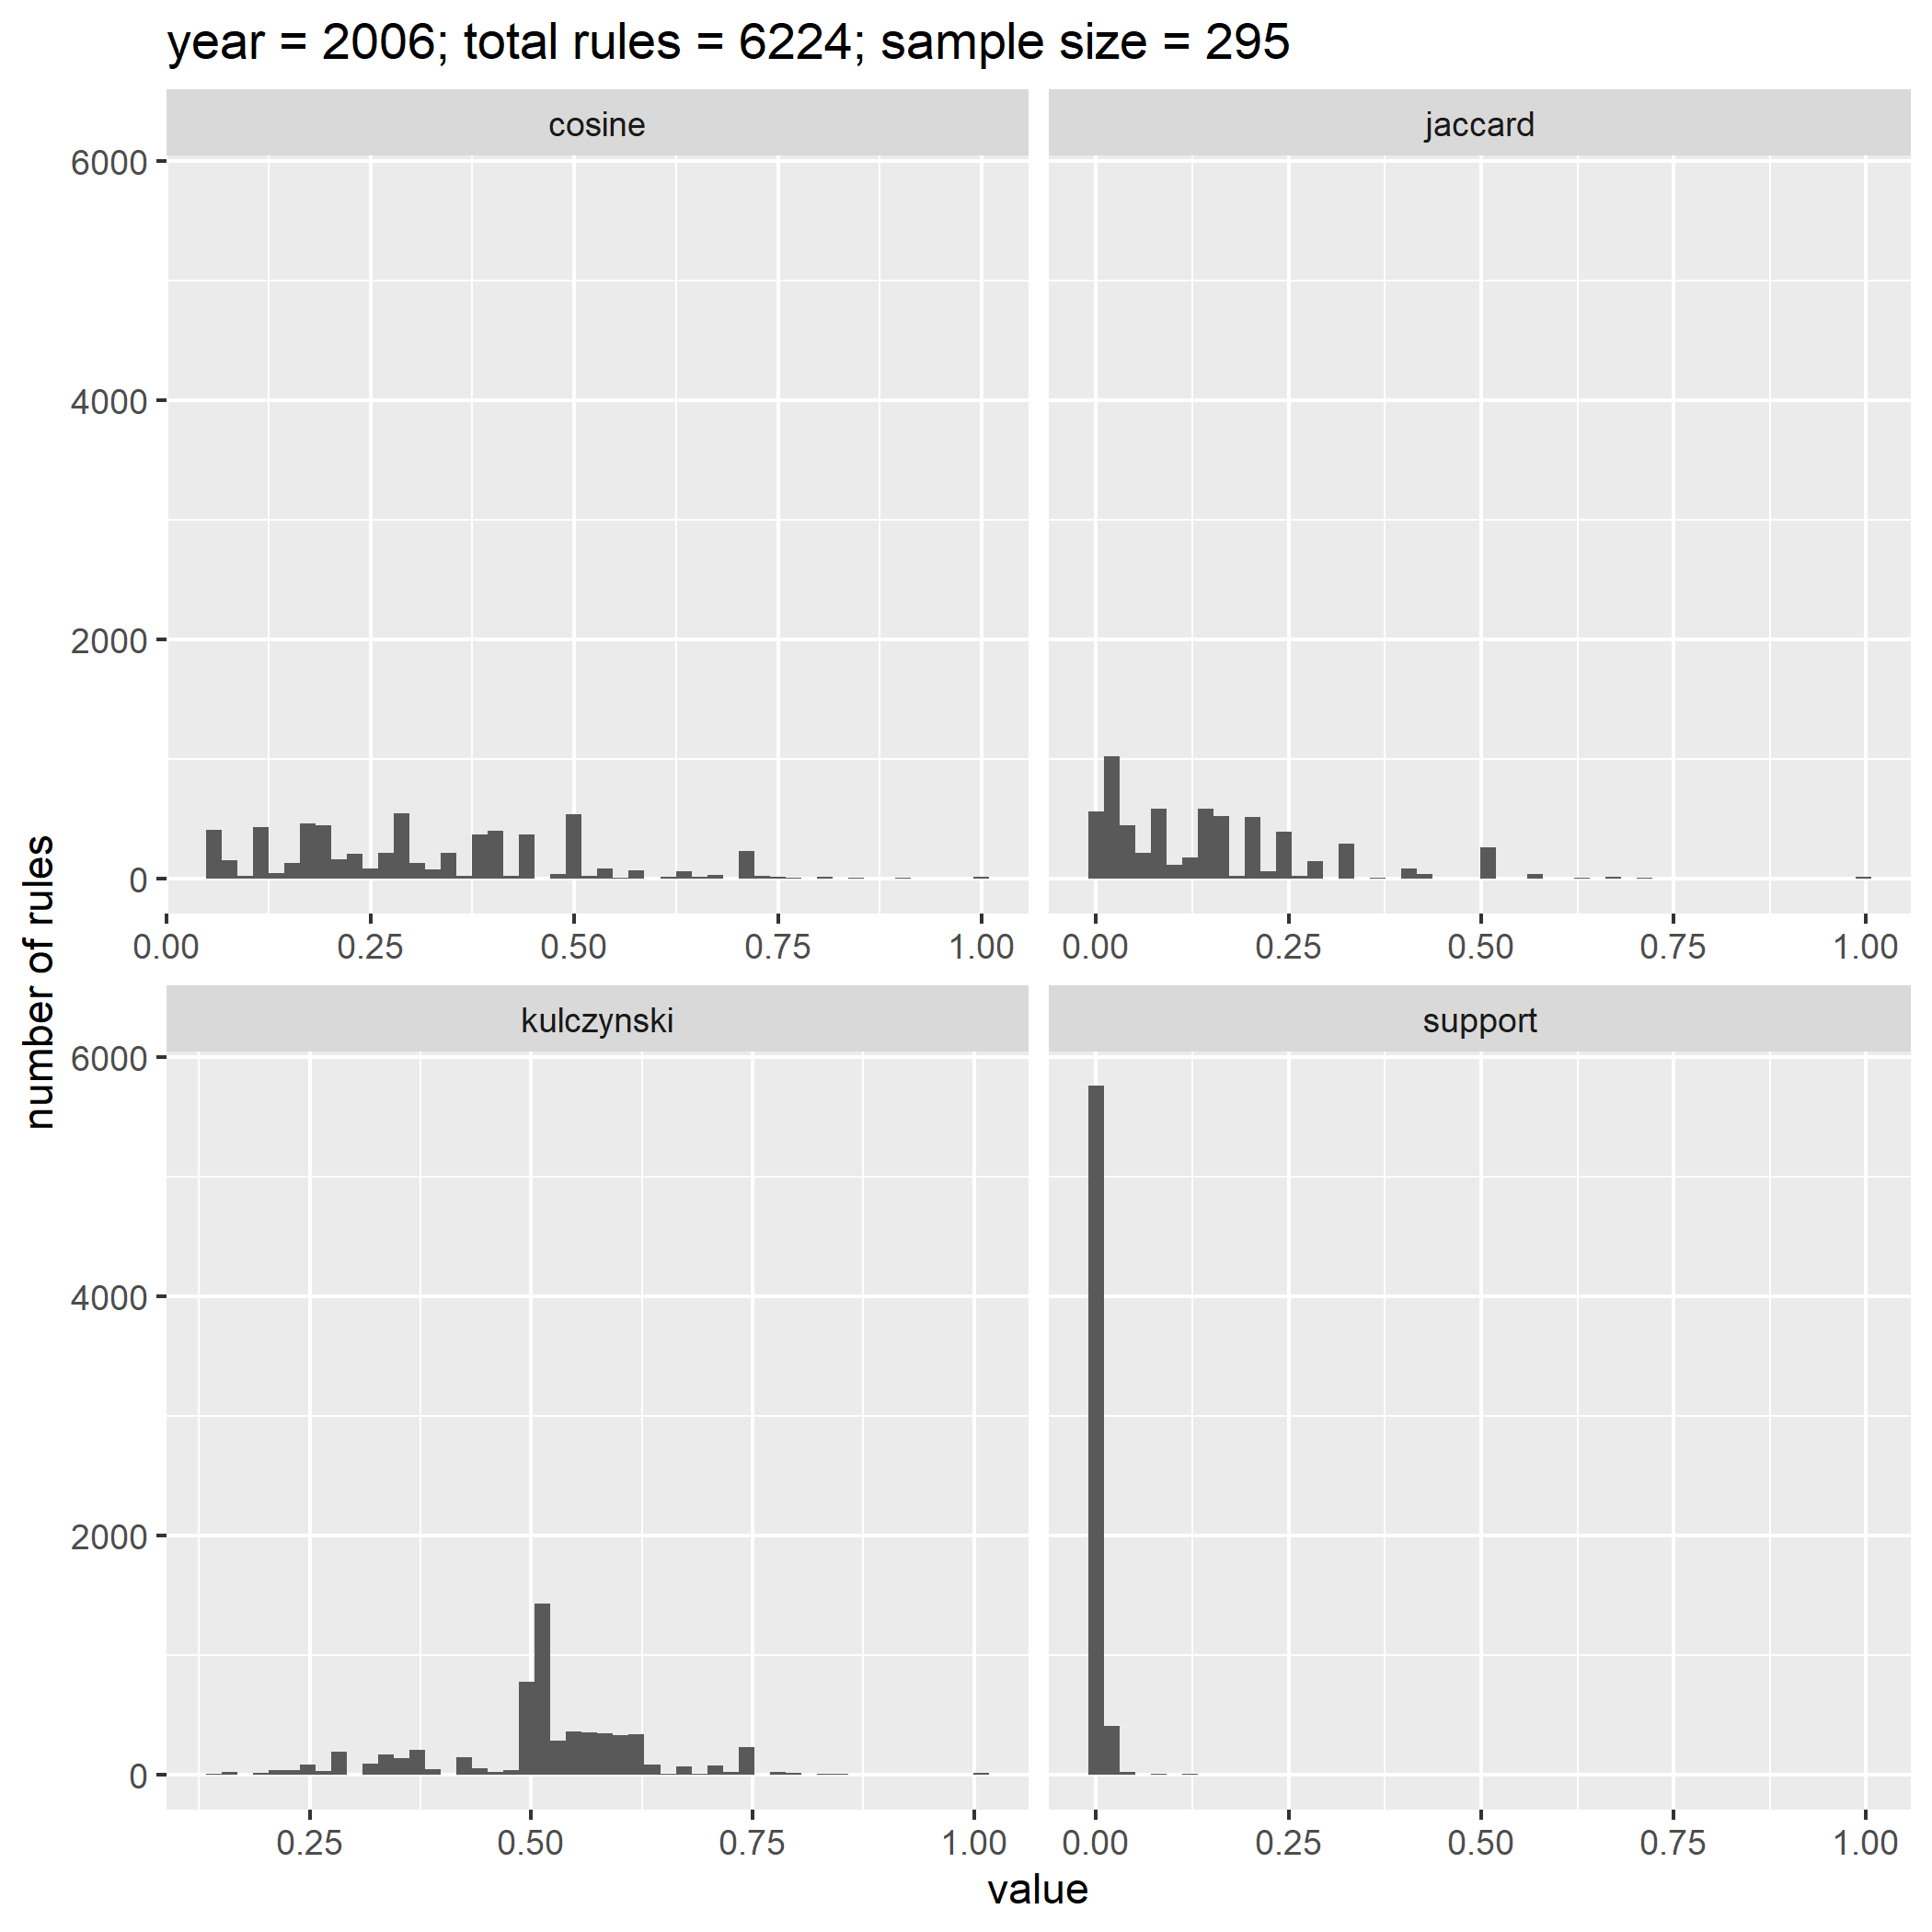 year = 2006; total rules = 6224; sample size = 295
cosine
jaccard
6000
4000
2000
0
0.00 0.25 0.50 0.75 1.00
0.00 0.25 0.50 0.75 1.00
number of rules
kulczynski
support
6000
4000
2000
0
0.25 0.50 0.75 1.00
0.00 0.25 0.50 0.75 1.00
value